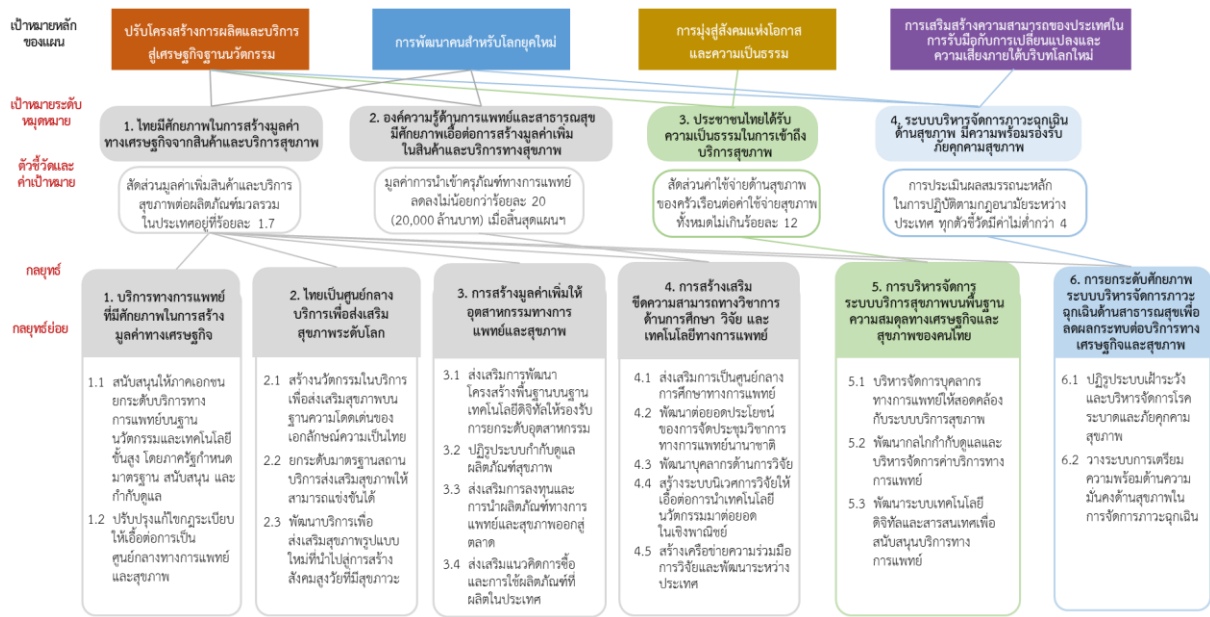 เป้าหมายหลัก
ของแผน
ปรับโครงสร้างการผลิตและบริการ
สู่เศรษฐกิจฐานนวัตกรรม
การพัฒนาคนสำหรับโลกยุคใหม่
การมุ่งสู่สังคมแห่งโอกาส
และความเป็นธรรม
การเสริมสร้างความสามารถของประเทศใน
การรับมือกับการเปลี่ยนแปลงและ
ความเสี่ยงภายใต้บริบทโลกใหม่
เป้าหมายระดับ
หมุดหมาย
1. ไทยมีศักยภาพในการสร้างมูลค่า
ทางเศรษฐกิจจากสินค้าและบริการสุขภาพ
2. องค์ความรู้ด้านการแพทย์และสาธารณสุข
มีศักยภาพเอื้อต่อการสร้างมูลค่าเพิ่ม
ในสินค้าและบริการทางสุขภาพ
3. ประชาชนไทยได้รับ
ความเป็นธรรมในการเข้าถึง
บริการสุขภาพ
4. ระบบบริหารจัดการภาวะฉุกเฉิน
ด้านสุขภาพ มีความพร้อมรองรับ
ภัยคุกคามสุขภาพ
ตัวชี้วัดและ
ค่าเป้าหมาย
สัดส่วนมูลค่าเพิ่มสินค้าและบริการ
สุขภาพต่อผลิตภัณฑ์มวลรวม
ในประเทศอยู่ที่ร้อยละ 1.7
มูลค่าการนำเข้าครุภัณฑ์ทางการแพทย์
ลดลงไม่น้อยกว่าร้อยละ 20
(20,000 ล้านบาท) เมื่อสิ้นสุดแผนฯ
สัดส่วนค่าใช้จ่ายด้านสุขภาพ
ของครัวเรือนต่อค่าใช้จ่ายสุขภาพ
ทั้งหมดไม่เกินร้อยละ 12
การประเมินผลสมรรถนะหลัก
ในการปฏิบัติตามกฎอนามัยระหว่าง
ประเทศ ทุกตัวชี้วัดมีค่าไม่ต่ำกว่า 4
กลยุทธ์
กลยุทธ์ย่อย
1. บริการทางการแพทย์
ที่มีศักยภาพในการสร้าง
มูลค่าทางเศรษฐกิจ
1.1 สนับสนุนให้ภาคเอกชน
ยกระดับบริการทาง
การแพทย์บนฐาน
นวัตกรรมและเทคโนโลยี
ขั้นสูง โดยภาครัฐกำหนด
มาตรฐาน สนับสนุน และ
กำกับดูแล
1.2 ปรับปรุงแก้ไขกฎระเบียบ
ให้เอื้อต่อการเป็น
ศูนย์กลางทางการแพทย์
และสุขภาพ
2. ไทยเป็นศูนย์กลาง
บริการเพื่อส่งเสริม
สุขภาพระดับโลก
2.1 สร้างนวัตกรรมในบริการ
เพื่อส่งเสริมสุขภาพบน
ฐานความโดดเด่นของ
เอกลักษณ์ความเป็นไทย
2.2 ยกระดับมาตรฐานสถาน
บริการส่งเสริมสุขภาพให้
สามารถแข่งขันได้
2.3 พัฒนาบริการเพื่อ
ส่งเสริมสุขภาพรูปแบบ
ใหม่ที่นำไปสู่การสร้าง
สังคมสูงวัยที่มีสุขภาวะ
3. การสร้างมูลค่าเพิ่มให้
อุตสาหกรรมทางการ
แพทย์และสุขภาพ
3.1 ส่งเสริมการพัฒนา
โครงสร้างพื้นฐานบนฐาน
เทคโนโลยีดิจิทัลให้รองรับ
การยกระดับอุตสาหกรรม
3.2 ปฏิรูประบบกำกับดูแล
ผลิตภัณฑ์สุขภาพ
3.3 ส่งเสริมการลงทุนและ
การนำผลิตภัณฑ์ทางการ
แพทย์และสุขภาพออกสู่
ตลาด
3.4 ส่งเสริมแนวคิดการซื้อ
และการใช้ผลิตภัณฑ์ที่
ผลิตในประเทศ
4. การสร้างเสริม
ขีดความสามารถทางวิชาการ
ด้านการศึกษา วิจัย และ
เทคโนโลยีทางการแพทย์
4.1 ส่งเสริมการเป็นศูนย์กลาง
การศึกษาทางการแพทย์
4.2 พัฒนาต่อยอดประโยชน์
ของการจัดประชุมวิชาการ
ทางการแพทย์นานาชาติ
4.3 พัฒนาบุคลากรด้านการวิจัย
4.4 สร้างระบบนิเวศการวิจัยให้
เอื้อต่อการนำเทคโนโลยี
นวัตกรรมมาต่อยอด
ในเชิงพาณิชย์
4.5 สร้างเครือข่ายความร่วมมือ
การวิจัยและพัฒนาระหว่าง
ประเทศ
5. การบริหารจัดการ
ระบบบริการสุขภาพบนพื้นฐาน
ความสมดุลทางเศรษฐกิจและ
สุขภาพของคนไทย
5.1 บริหารจัดการบุคลากร
ทางการแพทย์ให้สอดคล้อง
กับระบบบริการสุขภาพ
5.2 พัฒนากลไกกำกับดูแลและ
บริหารจัดการค่าบริการทาง
การแพทย์
5.3 พัฒนาระบบเทคโนโลยี
ดิจิทัลและสารสนเทศเพื่อ
สนับสนุนบริการทาง
การแพทย์
6. การยกระดับศักยภาพ
ระบบบริหารจัดการภาวะ
ฉุกเฉินด้านสาธารณสุขเพื่อ
ลดผลกระทบต่อบริการทาง
เศรษฐกิจและสุขภาพ
6.1 ปฏิรูประบบเฝ้าระวัง
และบริหารจัดการโรค
ระบาดและภัยคุกคาม
สุขภาพ
6.2 วางระบบการเตรียม
ความพร้อมด้านความ
มั่นคงด้านสุขภาพใน
การจัดการภาวะฉุกเฉิน